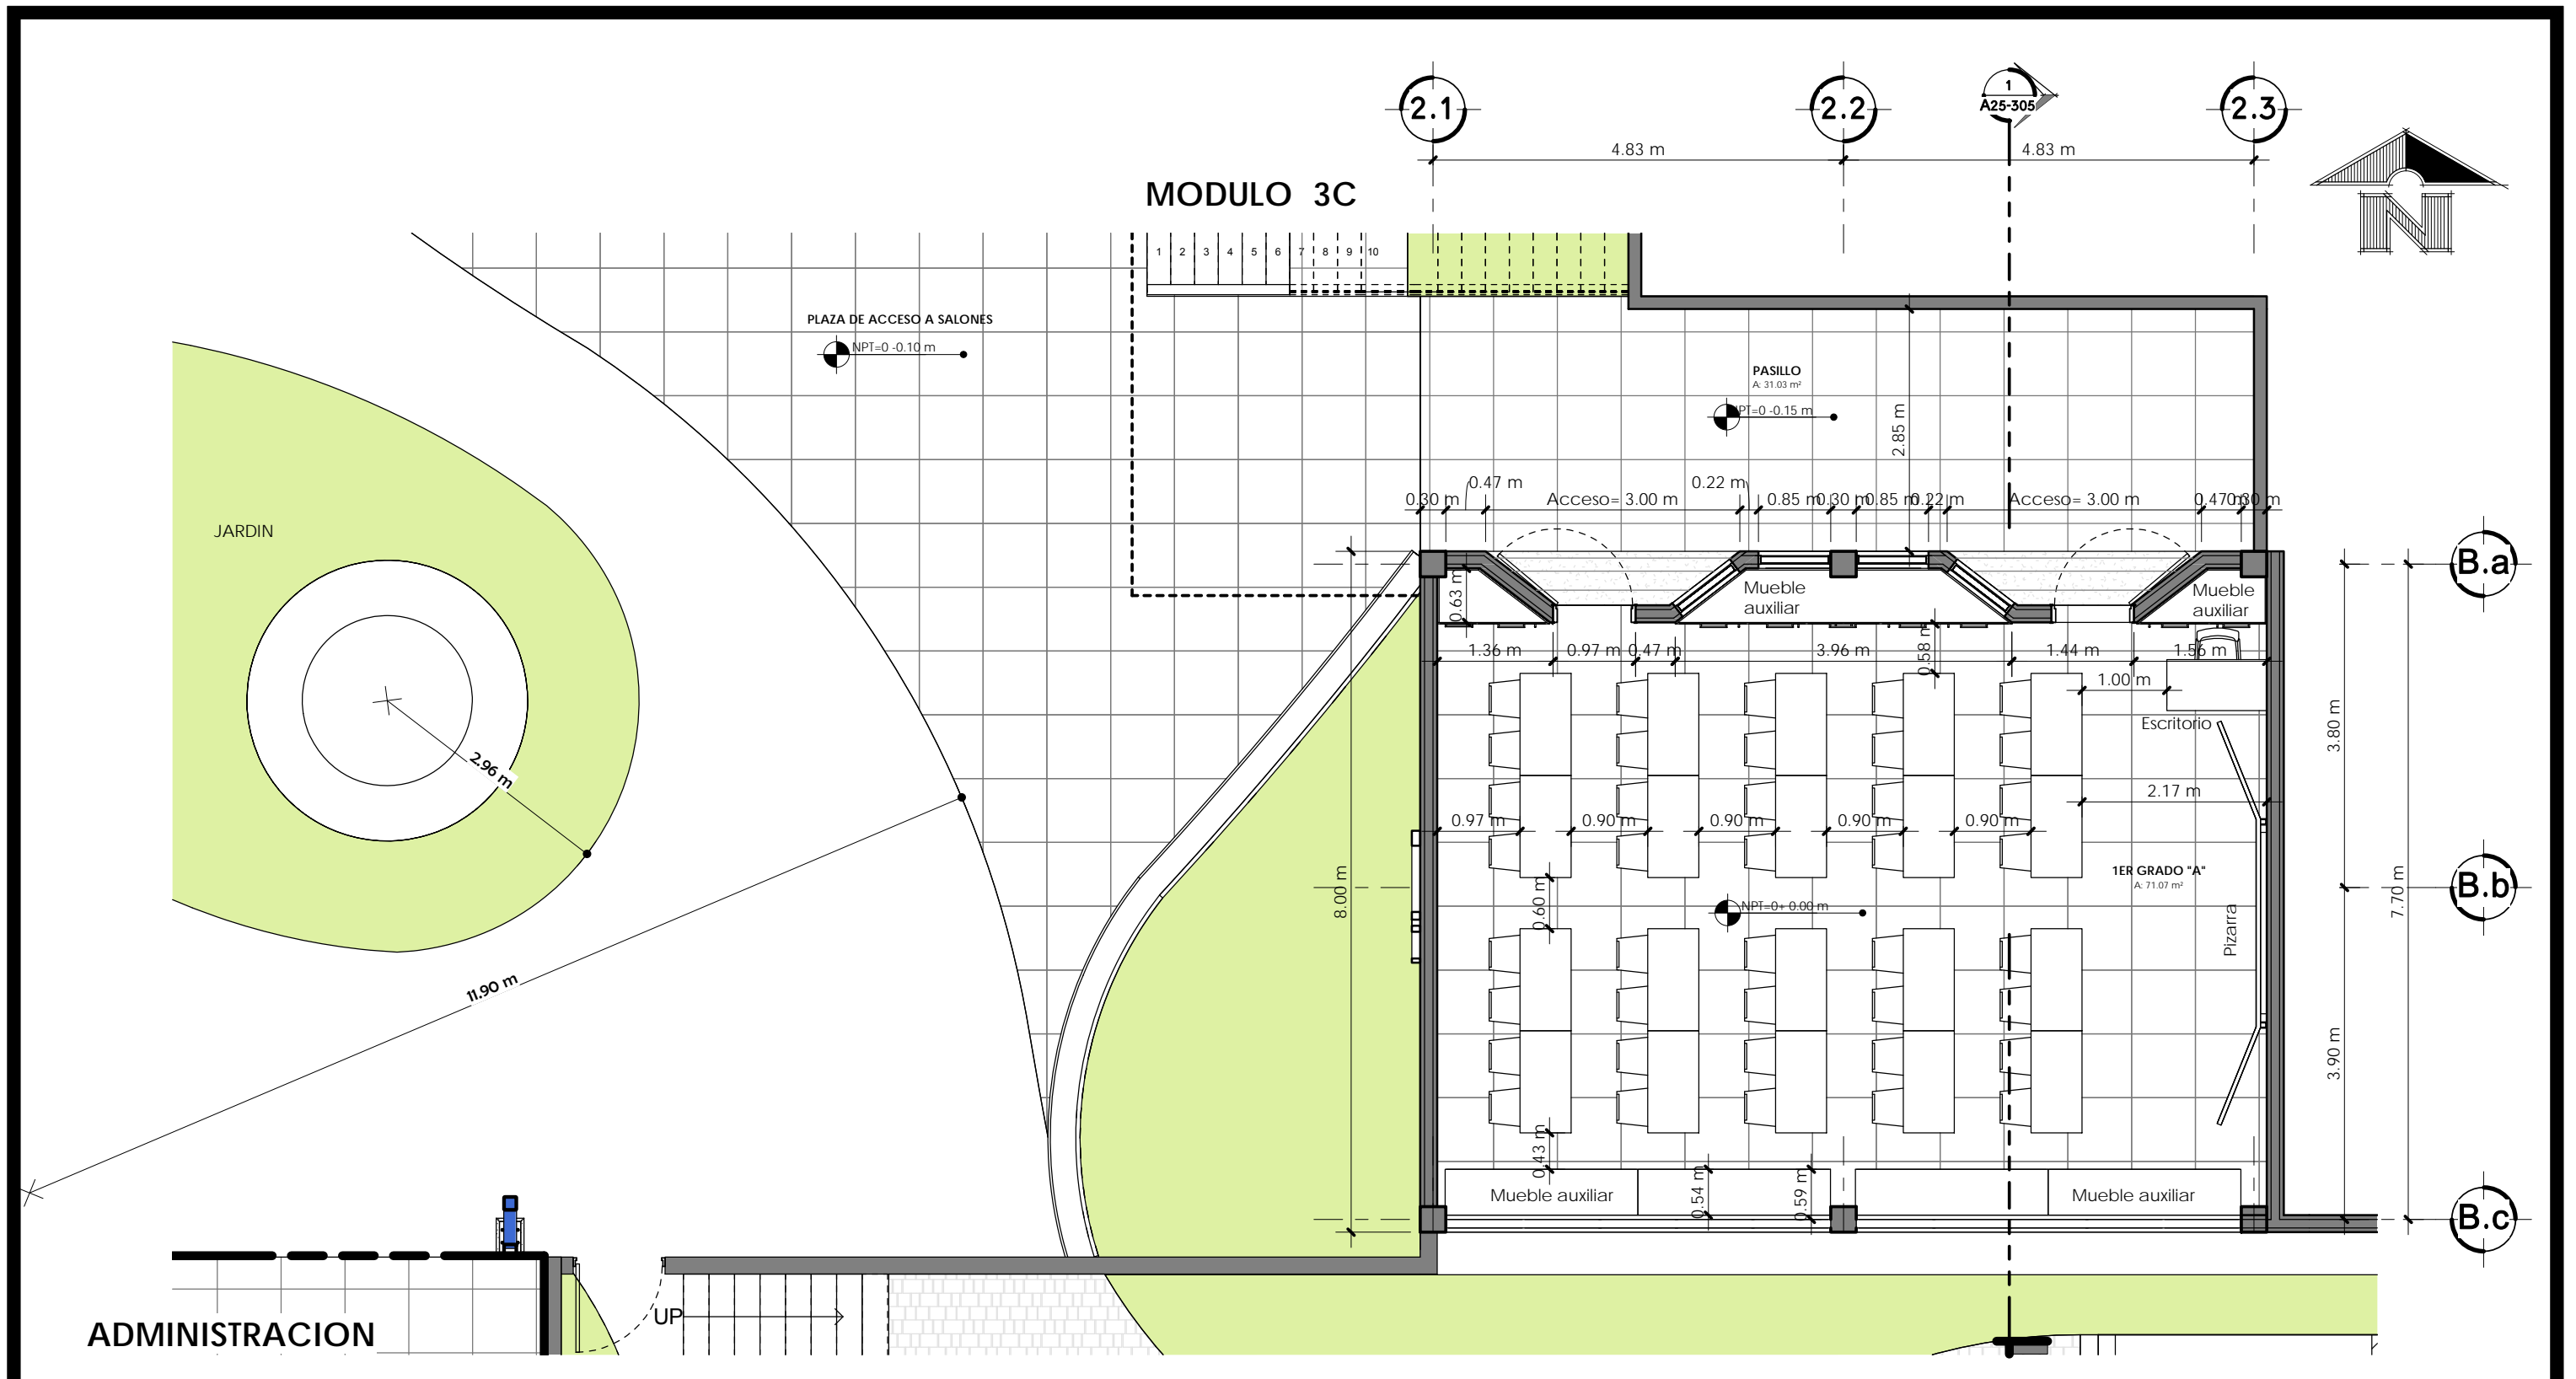 2.1
2.2
1
A25-305
2.3
4.83 m
4.83 m
N
MODULO 3C
1 2 3 4 5 6 7 8 9 10
PLAZA DE ACCESO A SALONES
NPT=0 -0.10 m
PASILLO
A: 31.03 m²
PT=0 -0.15 m
2.85 m
0.30 m
0.47 m
Acceso= 3.00 m
0.22 m
0.85 m
0.30 m
0.85 m
0.22 m
Acceso= 3.00 m
0.47 m
0.30 m
JARDIN
B.a
0.63 m
Mueble
auxiliar
Mueble
auxiliar
1.36 m
0.97 m
0.47 m
3.96 m
0.58 m
1.44 m
1.56 m
1.00 m
Escritorio
3.80 m
2.96 m
2.17 m
0.97 m
0.90 m
0.90 m
0.90 m
0.90 m
8.00 m
1ER GRADO "A"
A: 71.07 m²
B.b
7.70 m
0.60 m
NPT=0+ 0.00 m
Pizarra
11.90 m
3.90 m
0.43 m
Mueble auxiliar
0.54 m
0.59 m
Mueble auxiliar
B.c
UP
ADMINISTRACION